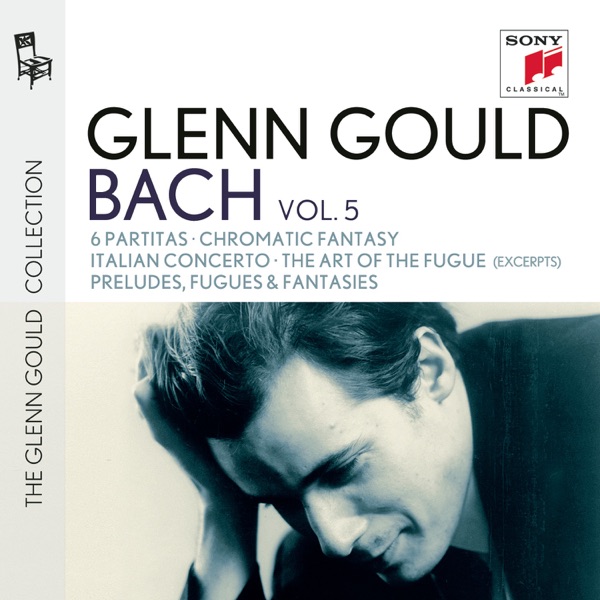 SONY
CLASSICAL™
GLENN GOULD
BACH VOL. 5
6 PARTITAS · CHROMATIC FANTASY
ITALIAN CONCERTO · THE ART OF THE FUGUE (EXCERPTS)
PRELUDES, FUGUES & FANTASIES
THE GLENN GOULD COLLECTION